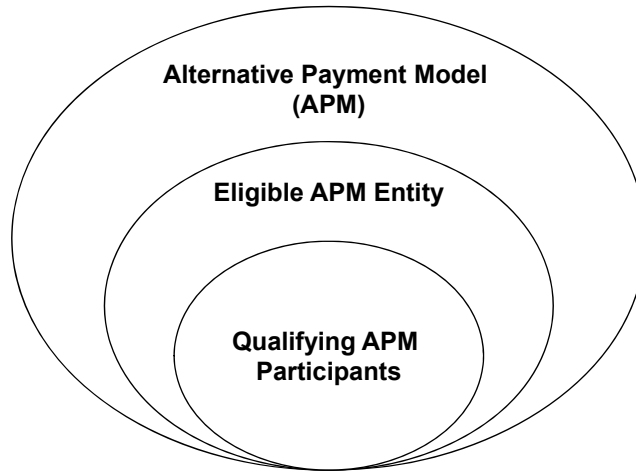 Alternative Payment Model
(APM)
Eligible APM Entity
Qualifying APM
Participants